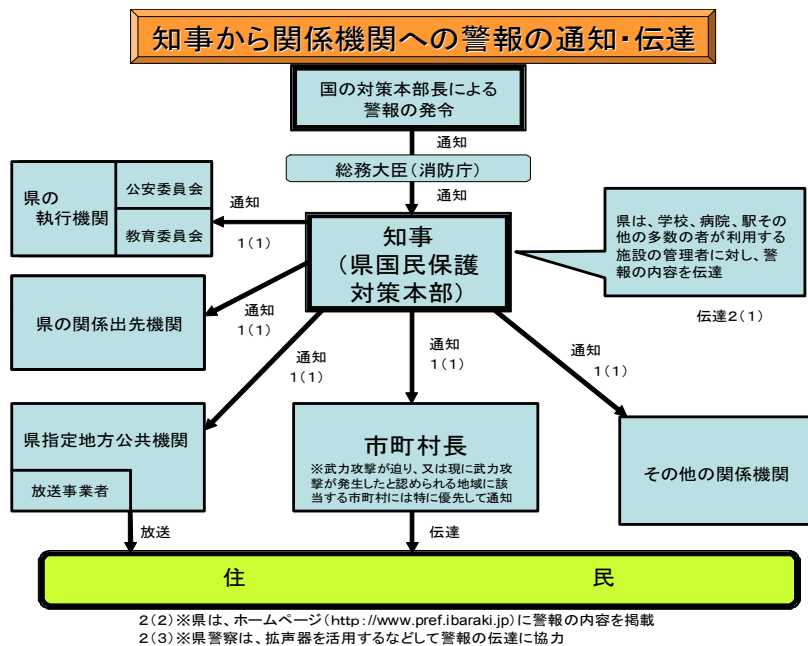 知事から関係機関への警報の通知・伝達
国の対策本部長による
警報の発令
通知
総務大臣(消防庁)
通知
県の
執行機関
公安委員会
教育委員会
通知
1(1)
知事
(県国民保護
対策本部)
県は、学校、病院、駅その
他の多数の者が利用する
施設の管理者に対し、警
報の内容を伝達
伝達2(1)
県の関係出先機関
通知
1(1)
通知
1(1)
通知
1(1)
通知
1(1)
県指定地方公共機関
放送事業者
市町村長
※武力攻撃が迫り、又は現に武力攻
撃が発生したと認められる地域に該
当する市町村には特に優先して通知
その他の関係機関
放送
伝達
住 民
2(2)※県は、ホームページ(http://www.pref.ibaraki.jp)に警報の内容を掲載
2(3)※県警察は、拡声器を活用するなどして警報の伝達に協力